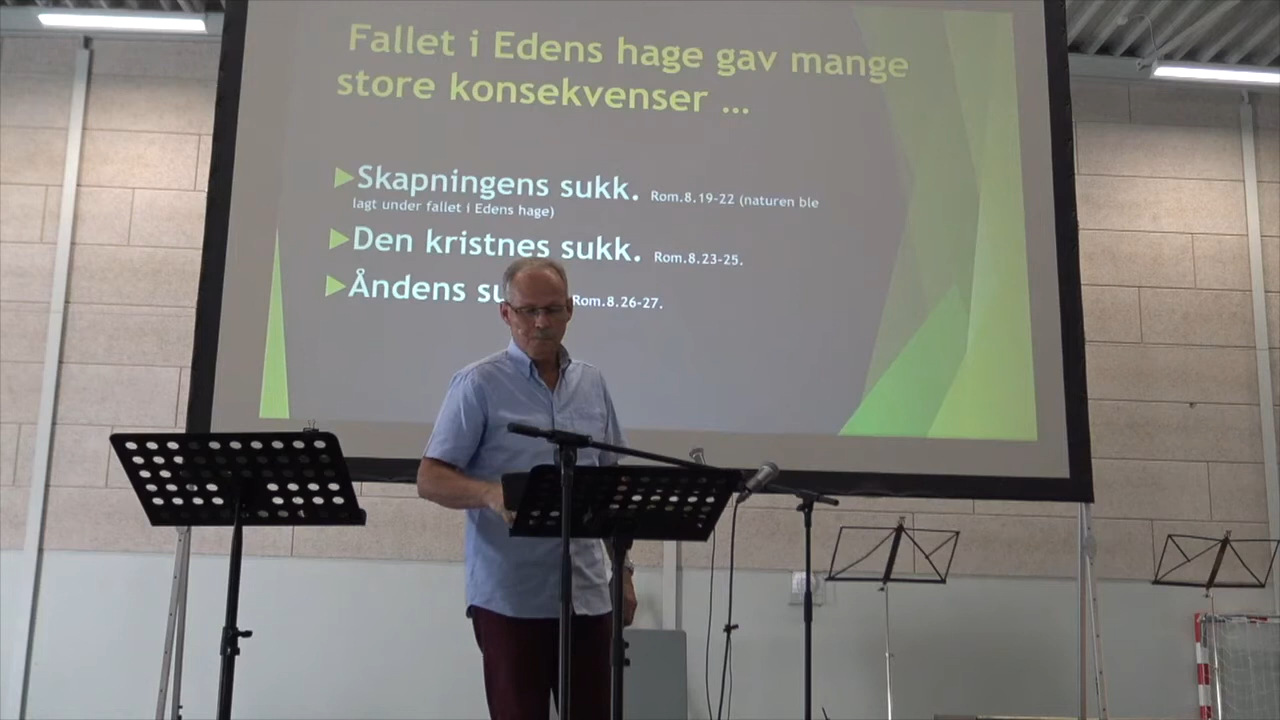 Fallet i Edens hage gav mange
store konsekvenser ...
Skapningens sukk. Rom.8.19-22 (naturen ble
lagt under fallet i Edens hage)
Den kristnes sukk. Rom.8.23-25.
Åndens su Rom.8.26-27.